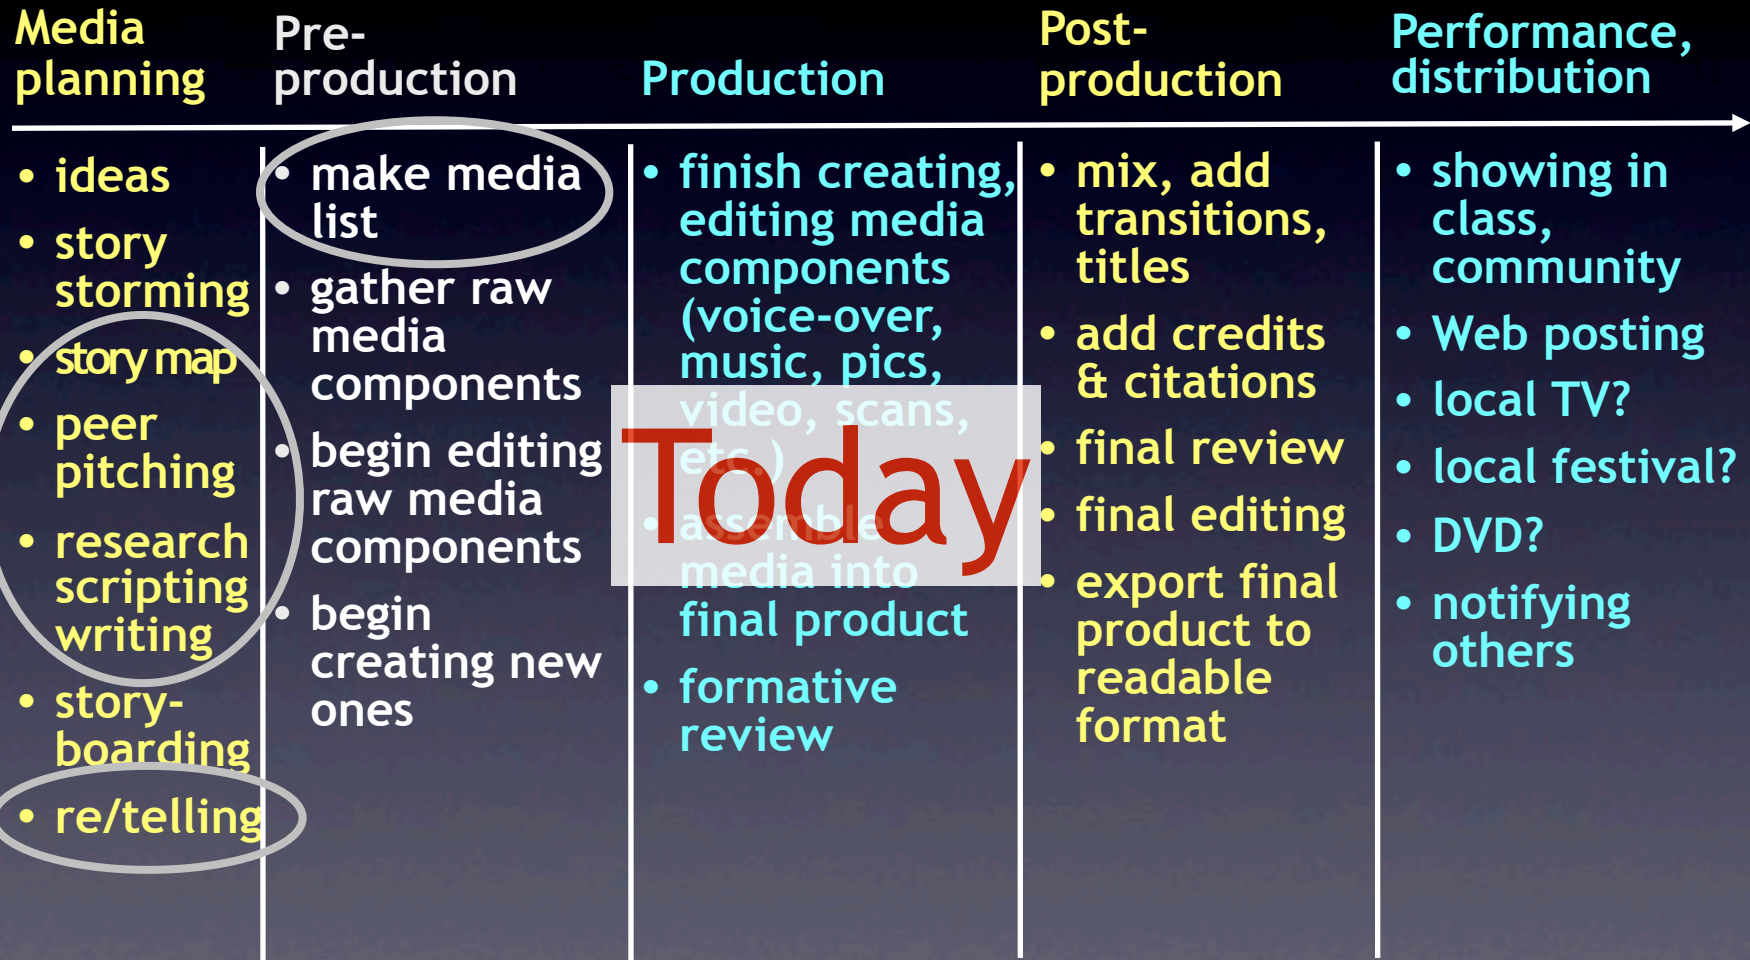 Media
planning
Pre-
production
Production
Post-
production
Performance,
distribution
• ideas
• story
storming
• story map
• peer
pitching
• research
scripting
writing
• story-
boarding
• re/telling
• make media
list
• gather raw
media
components
• begin editing
raw media
components
• begin
creating new
ones
• finish creating,
editing media
components
(voice-over,
music, pics,
video, scans,
etc.)
• assemble
media into
final product
• formative
review
Today
• mix, add
transitions,
titles
• add credits
& citations
• final review
• final editing
• export final
product to
readable
format
• showing in
class,
community
• Web posting
• local TV?
• local festival?
• DVD?
• notifying
others